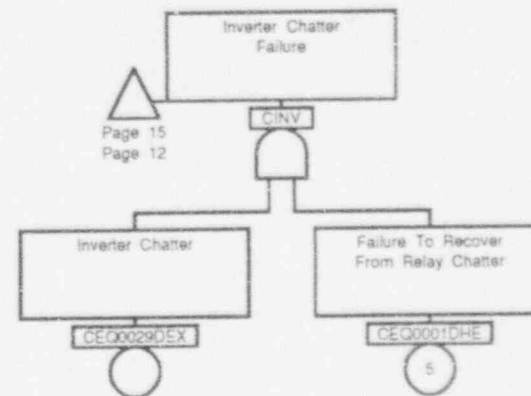 Inverter Chatter
Failure
Page 15
Page 12
CINV
Inverter Chatter
CEQ0029DEX
Failure To Recover
From Relay Chatter
CEQ0001DHE
5